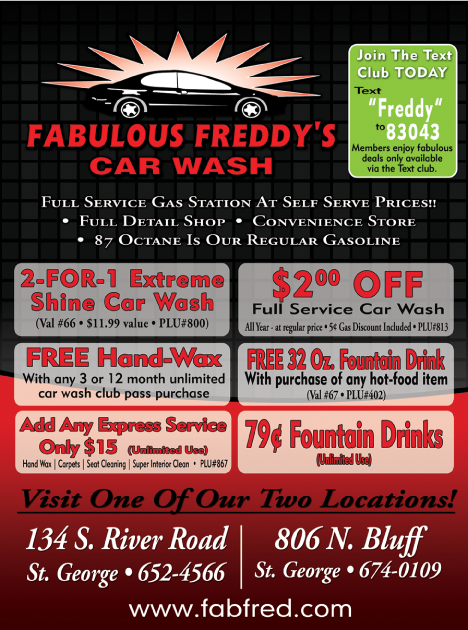 FABULOUS FREDDY'S
CAR WASH
Join The Text
Club TODAY
Text
"Freddy"
to 83043
Members enjoy fabulous
deals only available
via the Text club.
Full Service Gas Station At Self Serve Prices!!
• Full Detail Shop • Convenience Store
• 87 Octane Is Our Regular Gasoline
2-FOR-1 Extreme
Shine Car Wash
(Val #66 • $11.99 value • PLU#800)
$2.00 OFF
Full Service Car Wash
All Year - at regular price • 5¢ Gas Discount Included • PLU#813
FREE Hand-Wax
With any 3 or 12 month unlimited
car wash club pass purchase
FREE 32 Oz. Fountain Drink
With purchase of any hot-food item
(Val #67 • PLU#402)
Add Any Express Service
Only $15 (Unlimited Use)
Hand Wax | Carpets | Seat Cleaning | Super Interior Clean • PLU#867
79¢ Fountain Drinks
(Unlimited Use)
Visit One Of Our Two Locations!
134 S. River Road
St. George • 652-4566
806 N. Bluff
St. George • 674-0109
www.fabfred.com